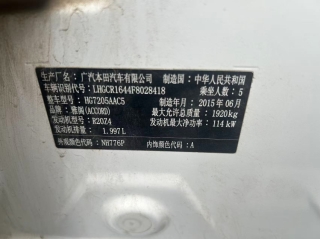 生产厂商：广汽本田汽车有限公司 制造国：中华人民共和国
车辆识别代号：LHGCR1644F8028418 乘坐人数：5
整车型号：HG7205AAC5 制造年月：2015年06月
品牌：雅阁(ACCORD) 最大允许总质量：1920kg
发动机型号：R20Z4 发动机最大净功率：114kW
发动机排量：1.997L
外观颜色代码：NH776P 内饰颜色代码：A